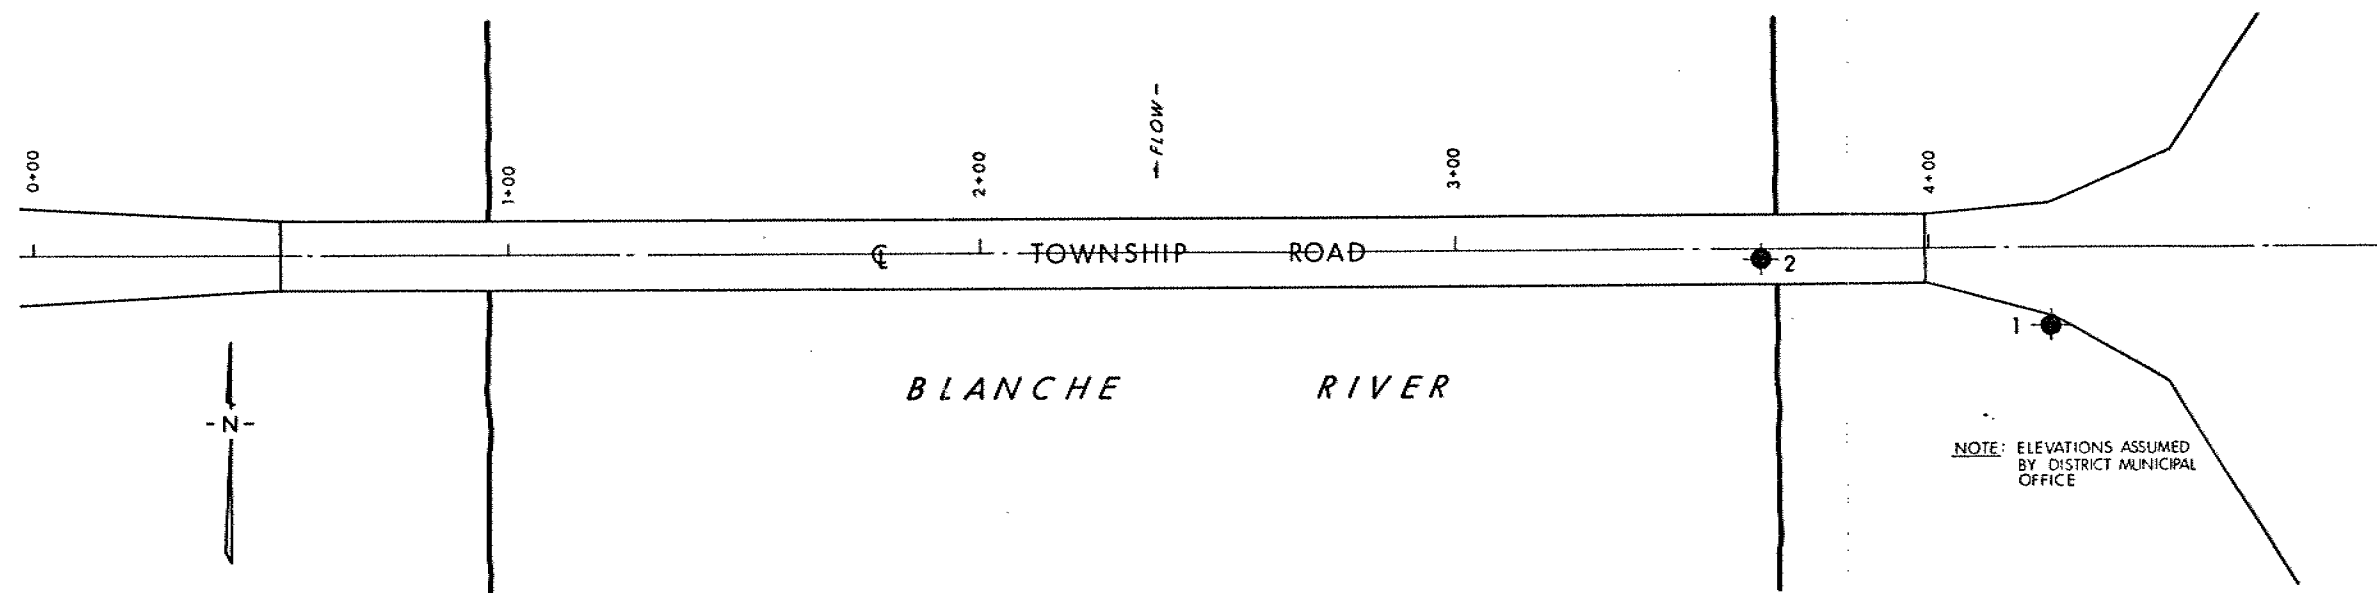 0+00
1+00
2+00
—FLOW—
3+00
4+00
℄ TOWNSHIP ROAD
2
1
BLANCHE RIVER
-N-
NOTE: ELEVATIONS ASSUMED
BY DISTRICT MUNICIPAL
OFFICE